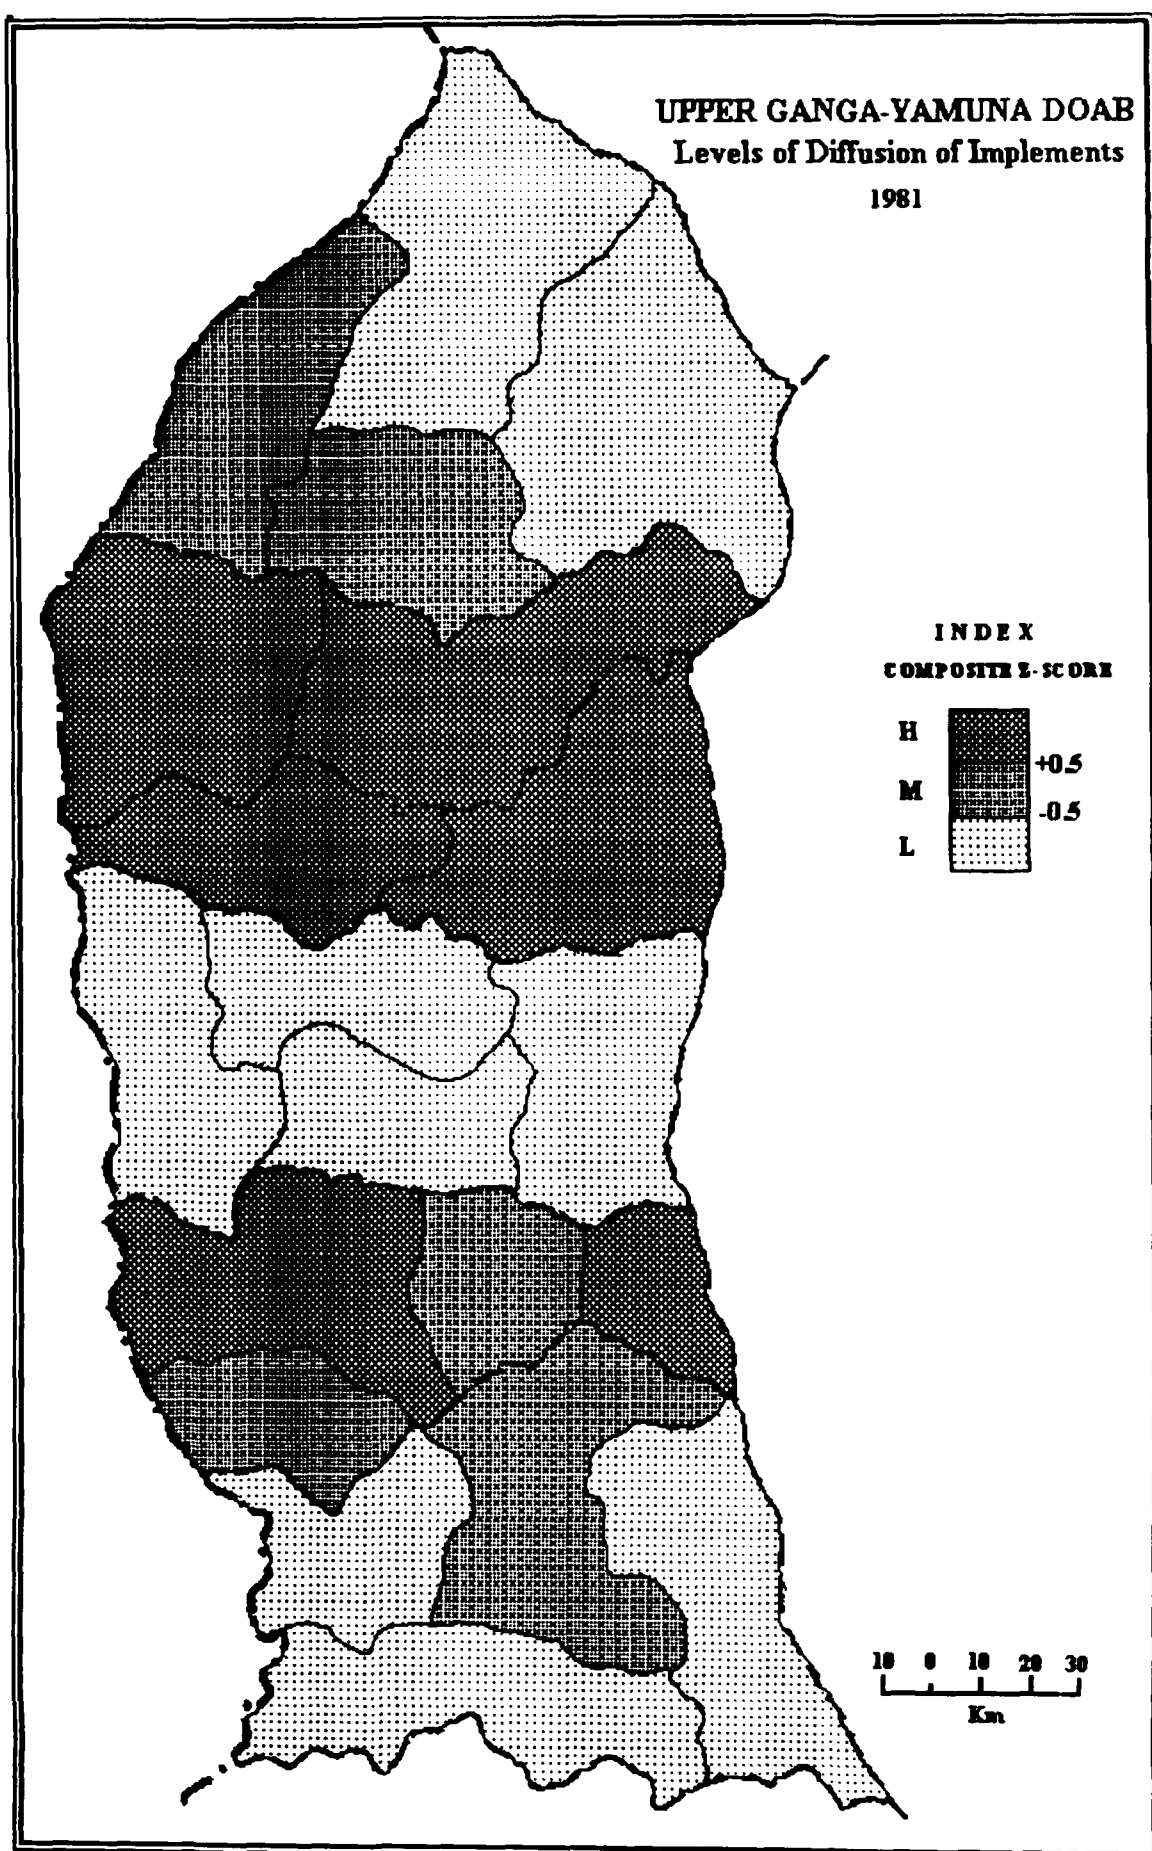 UPPER GANGA-YAMUNA DOAB
Levels of Diffusion of Implements
1981
INDEX
COMPOSITE Z-SCORE
H
+0.5
M
-0.5
L
10 0 10 20 30
Km